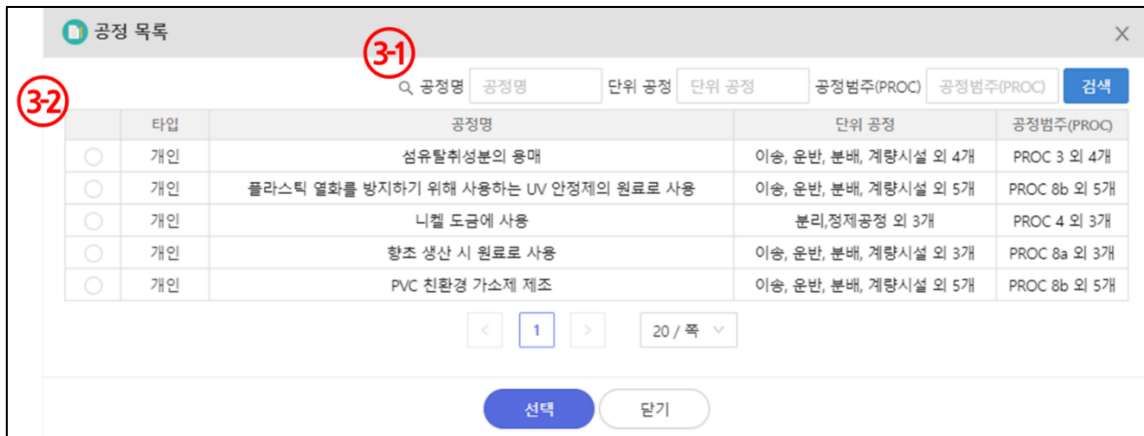 공정 목록
3-1
공정명 공정명 단위 공정 단위 공정 공정범주(PROC) 공정범주(PROC) 검색
3-2
타입 공정명 단위 공정 공정범주(PROC)
개인 섬유탈취성분의 용매 이송, 운반, 분배, 계량시설 외 4개 PROC 3 외 4개
개인 플라스틱 열화를 방지하기 위해 사용하는 UV 안정제의 원료로 사용 이송, 운반, 분배, 계량시설 외 5개 PROC 8b 외 5개
개인 니켈 도금에 사용 분리,정제공정 외 3개 PROC 4 외 3개
개인 향초 생산 시 원료로 사용 이송, 운반, 분배, 계량시설 외 3개 PROC 8a 외 3개
개인 PVC 친환경 가소제 제조 이송, 운반, 분배, 계량시설 외 5개 PROC 8b 외 5개
< 1 > 20 / 쪽
선택 닫기